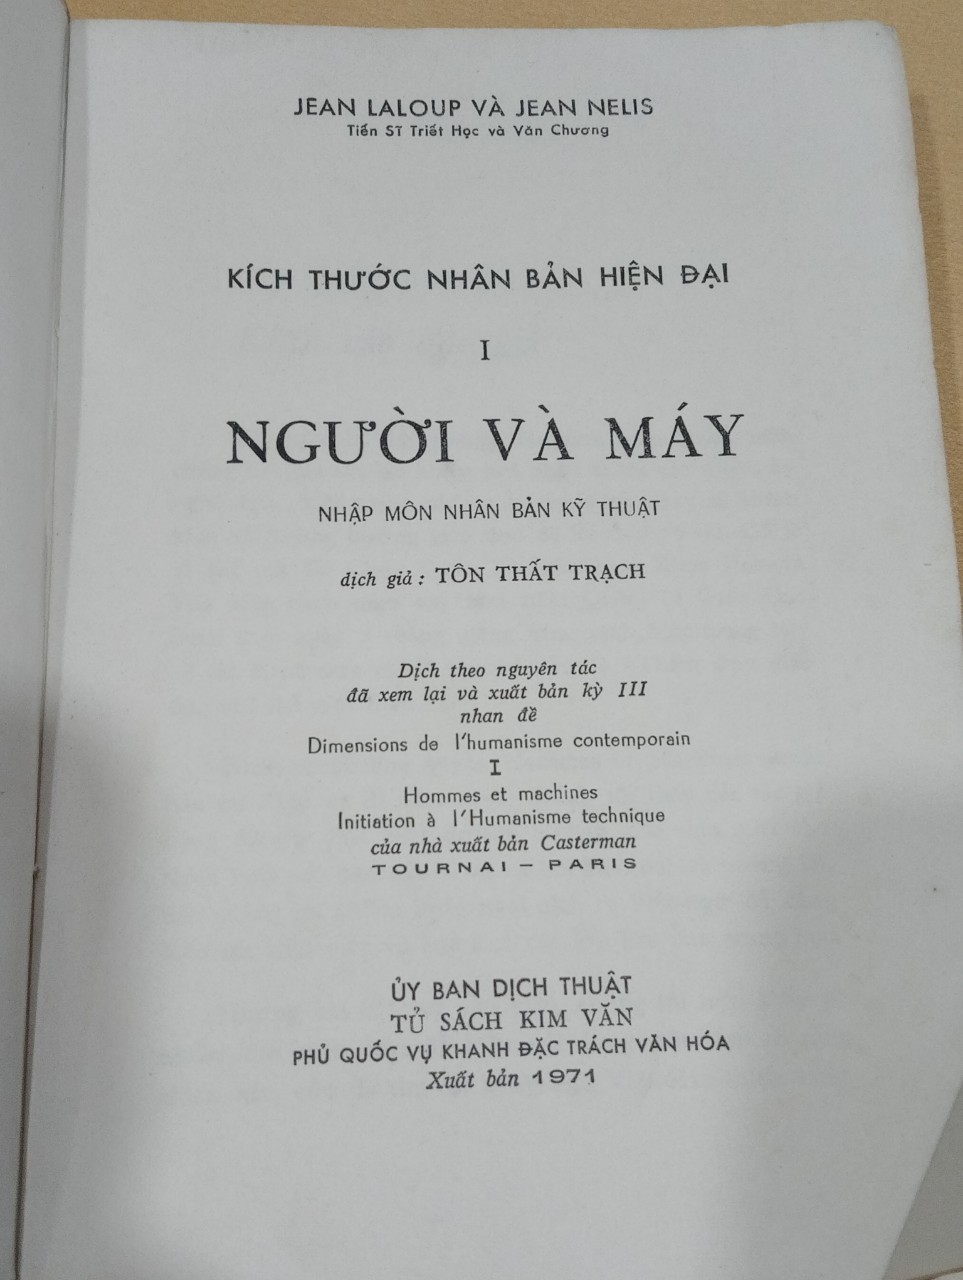 JEAN LALOUP VÀ JEAN NELIS
Tiến Sĩ Triết Học và Văn Chương
KÍCH THƯỚC NHÂN BẢN HIỆN ĐẠI
I
NGƯỜI VÀ MÁY
NHẬP MÔN NHÂN BẢN KỸ THUẬT
dịch giả : TÔN THẤT TRẠCH
Dịch theo nguyên tác
đã xem lại và xuất bản kỳ III
nhan đề
Dimensions de l'humanisme contemporain
I
Hommes et machines
Initiation à l'Humanisme technique
của nhà xuất bản Casterman
TOURNAI — PARIS
ỦY BAN DỊCH THUẬT
TỦ SÁCH KIM VĂN
PHỦ QUỐC VỤ KHANH ĐẶC TRÁCH VĂN HÓA
Xuất bản 1971